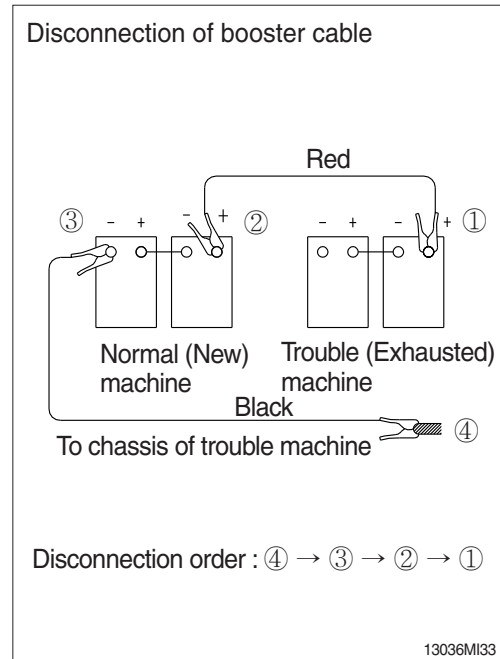 Disconnection of booster cable
Red
③ - + - + ② - + - + ①
Normal (New)
machine
Trouble (Exhausted)
machine
Black
To chassis of trouble machine ④
Disconnection order : ④ → ③ → ② → ①
13036MI33